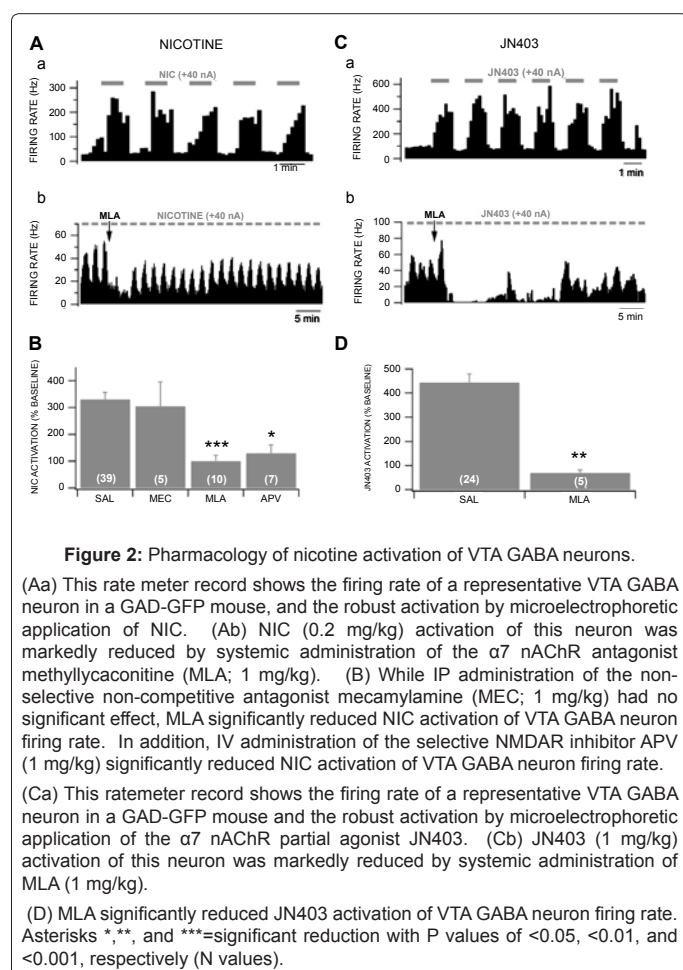 A NICOTINE
a NIC (+40 nA)
FIRING RATE (Hz)
300
200
100
0
1 min
b MLA NICOTINE (+40 nA)
FIRING RATE (Hz)
60
40
20
0
5 min
B
NIC ACTIVATION (% BASELINE)
400
300
200
100
0
*** *
(39) (5) (10) (7)
SAL MEC MLA APV
C JN403
a JN403 (+40 nA)
FIRING RATE (Hz)
600
400
200
0
1 min
b MLA JN403 (+40 nA)
FIRING RATE (Hz)
100
80
60
40
20
0
5 min
D
JN403 ACTIVATION (% BASELINE)
500
400
300
200
100
0
**
(24) (5)
SAL MLA
Figure 2: Pharmacology of nicotine activation of VTA GABA neurons.
(Aa) This rate meter record shows the firing rate of a representative VTA GABA
neuron in a GAD-GFP mouse, and the robust activation by microelectrophoretic
application of NIC. (Ab) NIC (0.2 mg/kg) activation of this neuron was
markedly reduced by systemic administration of the α7 nAChR antagonist
methyllycaconitine (MLA; 1 mg/kg). (B) While IP administration of the non-
selective non-competitive antagonist mecamylamine (MEC; 1 mg/kg) had no
significant effect, MLA significantly reduced NIC activation of VTA GABA neuron
firing rate. In addition, IV administration of the selective NMDAR inhibitor APV
(1 mg/kg) significantly reduced NIC activation of VTA GABA neuron firing rate.
(Ca) This ratemeter record shows the firing rate of a representative VTA GABA
neuron in a GAD-GFP mouse and the robust activation by microelectrophoretic
application of the α7 nAChR partial agonist JN403. (Cb) JN403 (1 mg/kg)
activation of this neuron was markedly reduced by systemic administration of
MLA (1 mg/kg).
(D) MLA significantly reduced JN403 activation of VTA GABA neuron firing rate.
Asterisks *,**, and ***=significant reduction with P values of <0.05, <0.01, and
<0.001, respectively (N values).